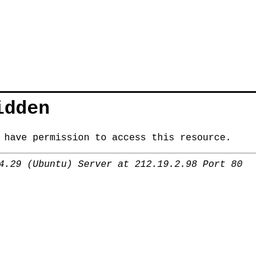 idden
have permission to access this resource.
4.29 (Ubuntu) Server at 212.19.2.98 Port 80